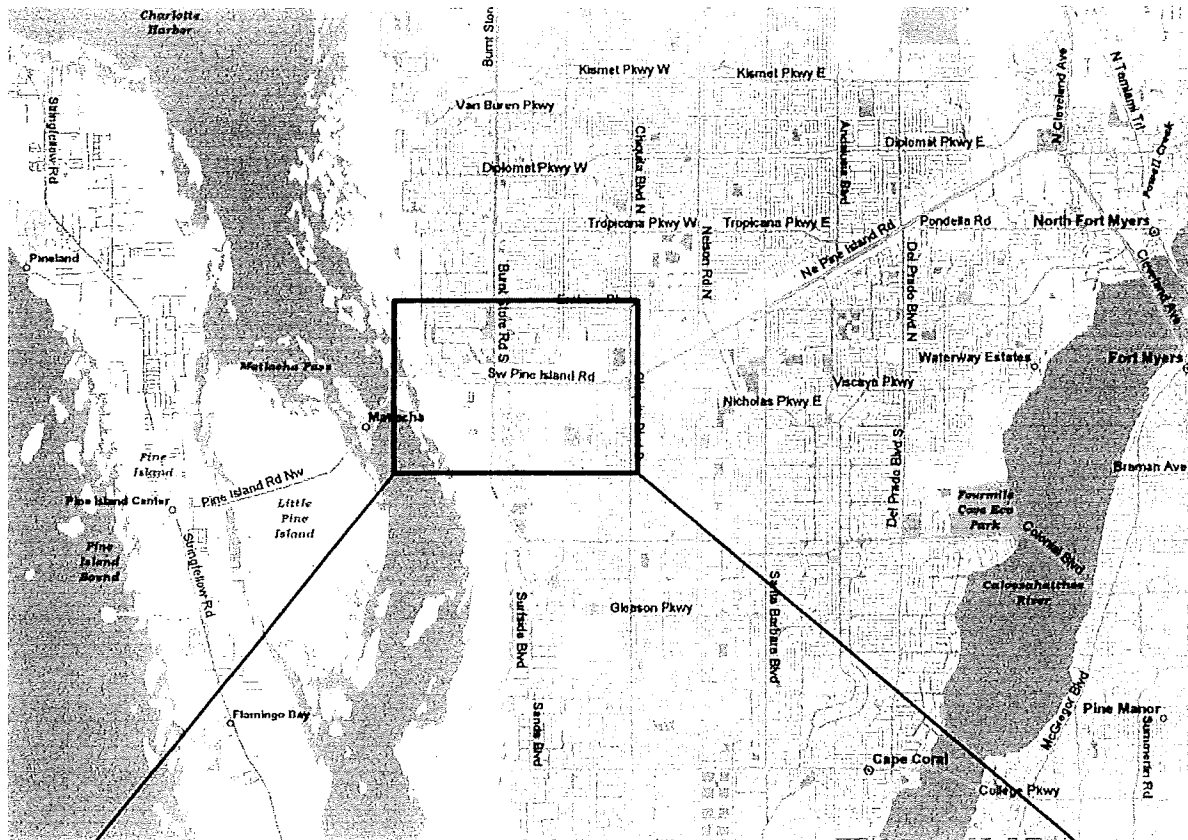 Charlotte
Harbor
Burnt Stor
Kismet Pkwy W
Kismet Pkwy E
N Cleveland Ave
N Tamiami Trl
Stringfellow Rd
Van Buren Pkwy
Chiquita Blvd N
Andalusia Blvd
Diplomat Pkwy E
Powell Creek
Diplomat Pkwy W
Tropicana Pkwy W
Tropicana Pkwy E
Pondella Rd
North Fort Myers
Nelson Rd N
Ne Pine Island Rd
Del Prado Blvd N
Cleveland Ave
Pineland
Burnt Store Rd S
Matlacha Pass
Sw Pine Island Rd
Waterway Estates
Fort Myers
Viscaya Pkwy
Nicholas Pkwy E
Matlacha
Pine
Island
Pine Island Rd Nw
Pine Island Center
Little
Pine
Island
Del Prado Blvd S
Braman Ave
Fourmile
Cove Eco
Park
Colonial Blvd
Pine
Island
Sound
Stringfellow Rd
Caloosahatchee
River
Surfside Blvd
Gleason Pkwy
Santa Barbara Blvd
Flamingo Bay
Sands Blvd
McGregor Blvd
Pine Manor
Summerlin Rd
Cape Coral
College Pkwy